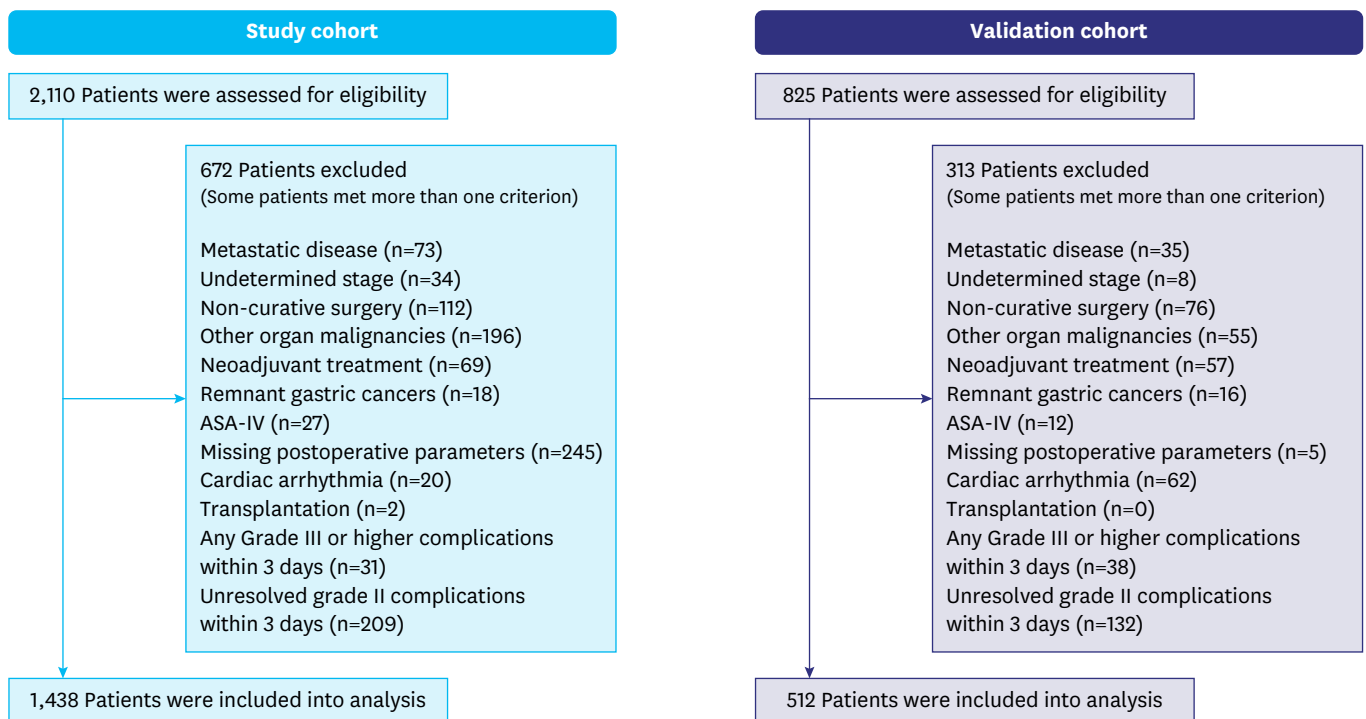 Study cohort
2,110 Patients were assessed for eligibility
672 Patients excluded
(Some patients met more than one criterion)
Metastatic disease (n=73)
Undetermined stage (n=34)
Non-curative surgery (n=112)
Other organ malignancies (n=196)
Neoadjuvant treatment (n=69)
Remnant gastric cancers (n=18)
ASA-IV (n=27)
Missing postoperative parameters (n=245)
Cardiac arrhythmia (n=20)
Transplantation (n=2)
Any Grade III or higher complications
within 3 days (n=31)
Unresolved grade II complications
within 3 days (n=209)
1,438 Patients were included into analysis
Validation cohort
825 Patients were assessed for eligibility
313 Patients excluded
(Some patients met more than one criterion)
Metastatic disease (n=35)
Undetermined stage (n=8)
Non-curative surgery (n=76)
Other organ malignancies (n=55)
Neoadjuvant treatment (n=57)
Remnant gastric cancers (n=16)
ASA-IV (n=12)
Missing postoperative parameters (n=5)
Cardiac arrhythmia (n=62)
Transplantation (n=0)
Any Grade III or higher complications
within 3 days (n=38)
Unresolved grade II complications
within 3 days (n=132)
512 Patients were included into analysis